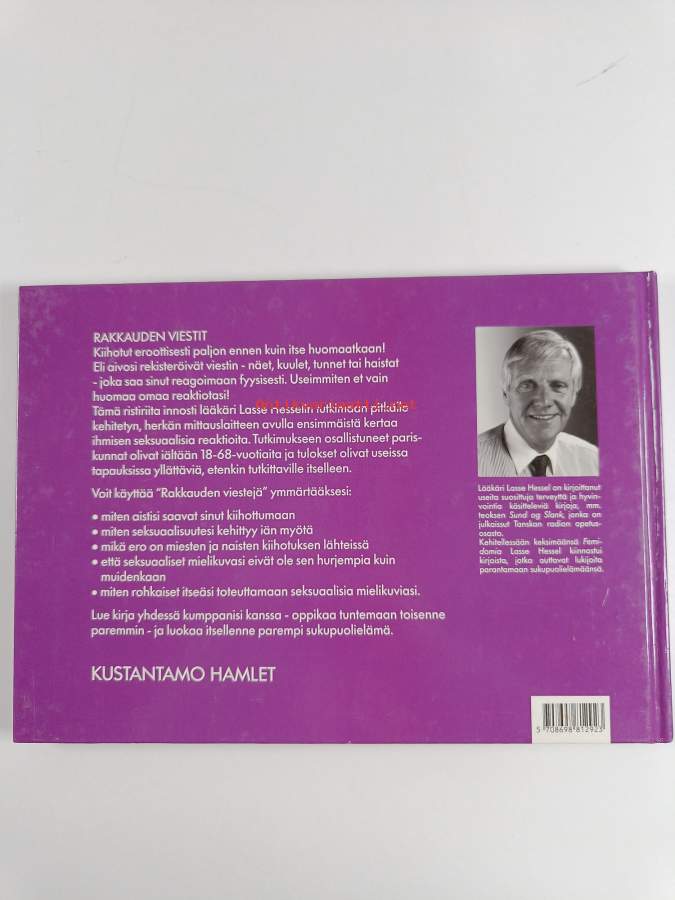 RAKKAUDEN VIESTIT
Kiihotut eroottisesti paljon ennen kuin itse huomaatkaan!
Eli aivosi rekisteröivät viestin - näet, kuulet, tunnet tai haistat
- joka saa sinut reagoimaan fyysisesti. Useimmiten et vain
huomaa omaa reaktiotasi!
Tämä ristiriita innosti lääkäri Lasse Hesselin tutkimaan pitkälle
kehitetyn, herkän mittauslaitteen avulla ensimmäistä kertaa
ihmisen seksuaalisia reaktioita. Tutkimukseen osallistuneet paris-
kunnat olivat iältään 18-68-vuotiaita ja tulokset olivat useissa
tapauksissa yllättäviä, etenkin tutkittaville itselleen.
Voit käyttää "Rakkauden viestejä" ymmärtääksesi:
• miten aistisi saavat sinut kiihottumaan
• miten seksuaalisuutesi kehittyy iän myötä
• mikä ero on miesten ja naisten kiihotuksen lähteissä
• että seksuaaliset mielikuvasi eivät ole sen hurjempia kuin
muidenkaan
• miten rohkaiset itseäsi toteuttamaan seksuaalisia mielikuviasi.
Lue kirja yhdessä kumppanisi kanssa - oppikaa tuntemaan toisenne
paremmin - ja luokaa itsellenne parempi sukupuolielämä.
KUSTANTAMO HAMLET
Lääkäri Lasse Hessel on kirjoittanut
useita suosittuja terveyttä ja hyvin-
vointia käsitteleviä kirjoja, mm.
teoksen Sund og Slank, jonka on
julkaissut Tanskan radion opetus-
osasto.
Kehitellessään keksimäänsä Femi-
domia Lasse Hessel kiinnostui
kirjoista, jotka auttavat lukijoita
parantamaan sukupuolielämäänsä.
5 708698 812923